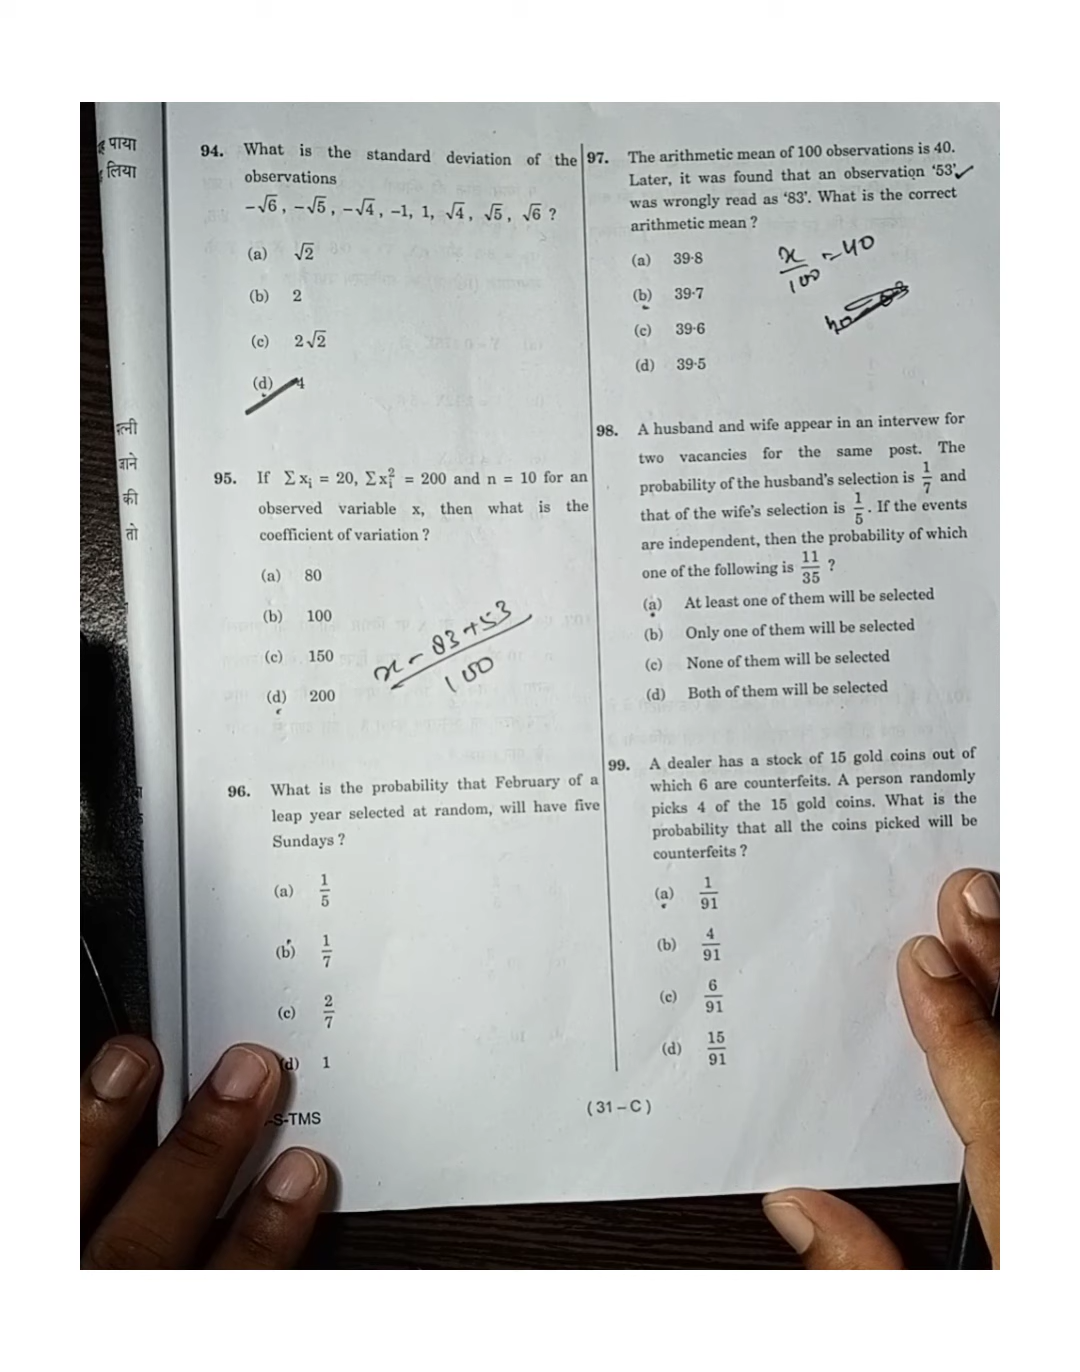 पाया
लिया
त्नी
जाने
की
तो
94. What is the standard deviation of the
observations
−√6, −√5, −√4, −1, 1, √4, √5, √6 ?
(a) √2
(b) 2
(c) 2√2
(d) 4
95. If Σxᵢ = 20, Σxᵢ² = 200 and n = 10 for an
observed variable x, then what is the
coefficient of variation ?
(a) 80
(b) 100
(c) 150
(d) 200
x − 83 + 53
100
96. What is the probability that February of a
leap year selected at random, will have five
Sundays ?
(a) 1/5
(b) 1/7
(c) 2/7
(d) 1
-S-TMS
97. The arithmetic mean of 100 observations is 40.
Later, it was found that an observation ‘53’
was wrongly read as ‘83’. What is the correct
arithmetic mean ?
(a) 39·8
(b) 39·7
(c) 39·6
(d) 39·5
x/100 = 40
98. A husband and wife appear in an intervew for
two vacancies for the same post. The
probability of the husband’s selection is 1/7 and
that of the wife’s selection is 1/5. If the events
are independent, then the probability of which
one of the following is 11/35 ?
(a) At least one of them will be selected
(b) Only one of them will be selected
(c) None of them will be selected
(d) Both of them will be selected
99. A dealer has a stock of 15 gold coins out of
which 6 are counterfeits. A person randomly
picks 4 of the 15 gold coins. What is the
probability that all the coins picked will be
counterfeits ?
(a) 1/91
(b) 4/91
(c) 6/91
(d) 15/91
( 31 – C )